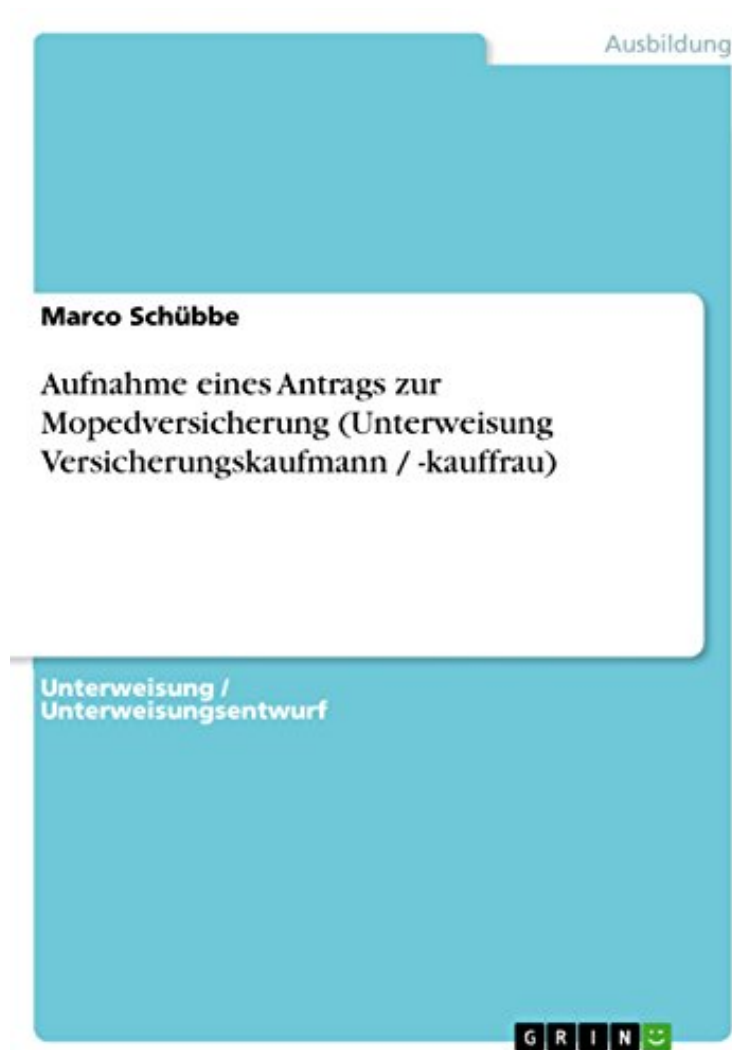 Ausbildung
Marco Schübbe
Aufnahme eines Antrags zur
Mopedversicherung (Unterweisung
Versicherungskaufmann / -kauffrau)
Unterweisung /
Unterweisungsentwurf
GRIN